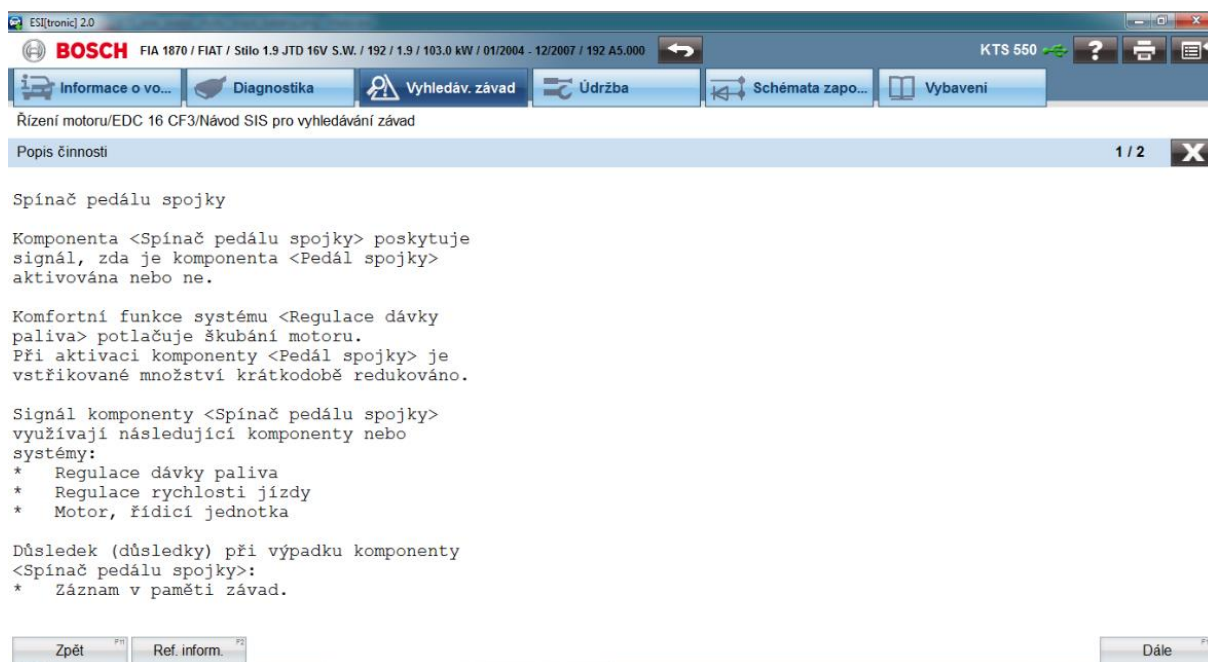 ESI[tronic] 2.0
BOSCH FIA 1870 / FIAT / Stilo 1.9 JTD 16V S.W. / 192 / 1.9 / 103.0 kW / 01/2004 - 12/2007 / 192 A5.000 KTS 550 ?
Informace o vo... Diagnostika Vyhledáv. závad Údržba Schémata zapo... Vybavení
Řízení motoru/EDC 16 CF3/Návod SIS pro vyhledávání závad
Popis činnosti 1 / 2 X
Spínač pedálu spojky
Komponenta <Spínač pedálu spojky> poskytuje
signál, zda je komponenta <Pedál spojky>
aktivována nebo ne.
Komfortní funkce systému <Regulace dávky
paliva> potlačuje škubání motoru.
Při aktivaci komponenty <Pedál spojky> je
vstřikované množství krátkodobě redukováno.
Signál komponenty <Spínač pedálu spojky>
využívají následující komponenty nebo
systémy:
* Regulace dávky paliva
* Regulace rychlosti jízdy
* Motor, řídicí jednotka
Důsledek (důsledky) při výpadku komponenty
<Spínač pedálu spojky>:
* Záznam v paměti závad.
Zpět F11 Ref. inform. F2 Dále